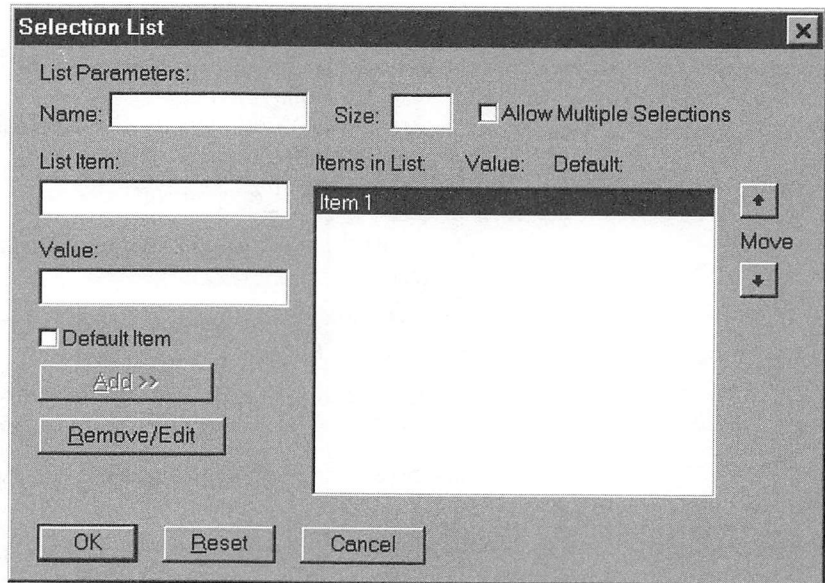 Selection List
List Parameters:
Name:
Size:
Allow Multiple Selections
List Item:
Items in List: Value: Default:
Item 1
Value:
Move
Default Item
Add >>
Remove/Edit
OK
Reset
Cancel